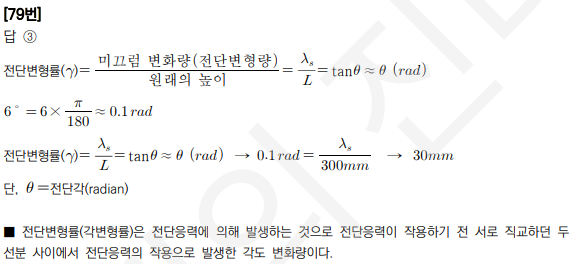 [79번]
답 ③
전단변형률(γ)= 미끄럼 변화량(전단변형량) / 원래의 높이 = λₛ / L = tanθ ≈ θ (rad)
6° = 6× π / 180 ≈ 0.1 rad
전단변형률(γ)= λₛ / L = tanθ ≈ θ (rad) → 0.1 rad = λₛ / 300mm → 30mm
단, θ =전단각(radian)
■ 전단변형률(각변형률)은 전단응력에 의해 발생하는 것으로 전단응력이 작용하기 전 서로 직교하던 두
선분 사이에서 전단응력의 작용으로 발생한 각도 변화량이다.